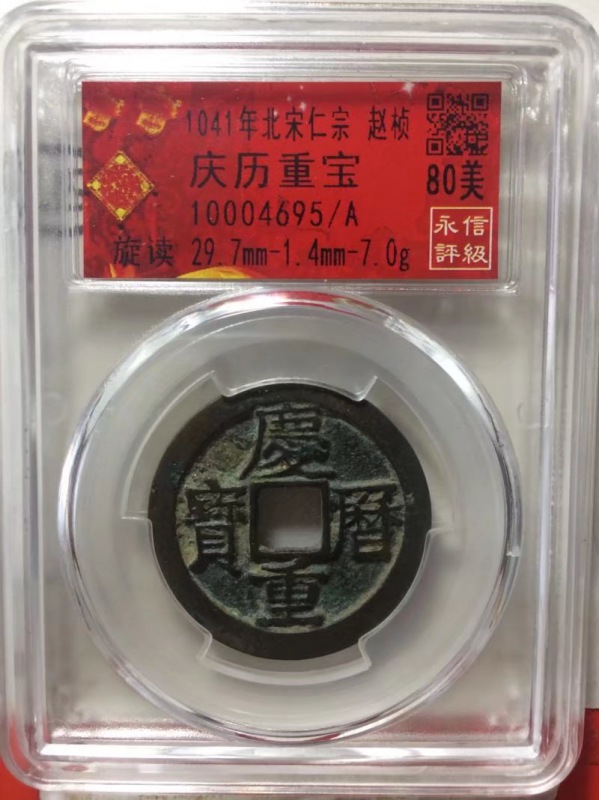 1041年北宋仁宗 赵桢
庆历重宝
80美
10004695/A
旋读 29.7mm-1.4mm-7.0g
永信
評級
慶曆重寶